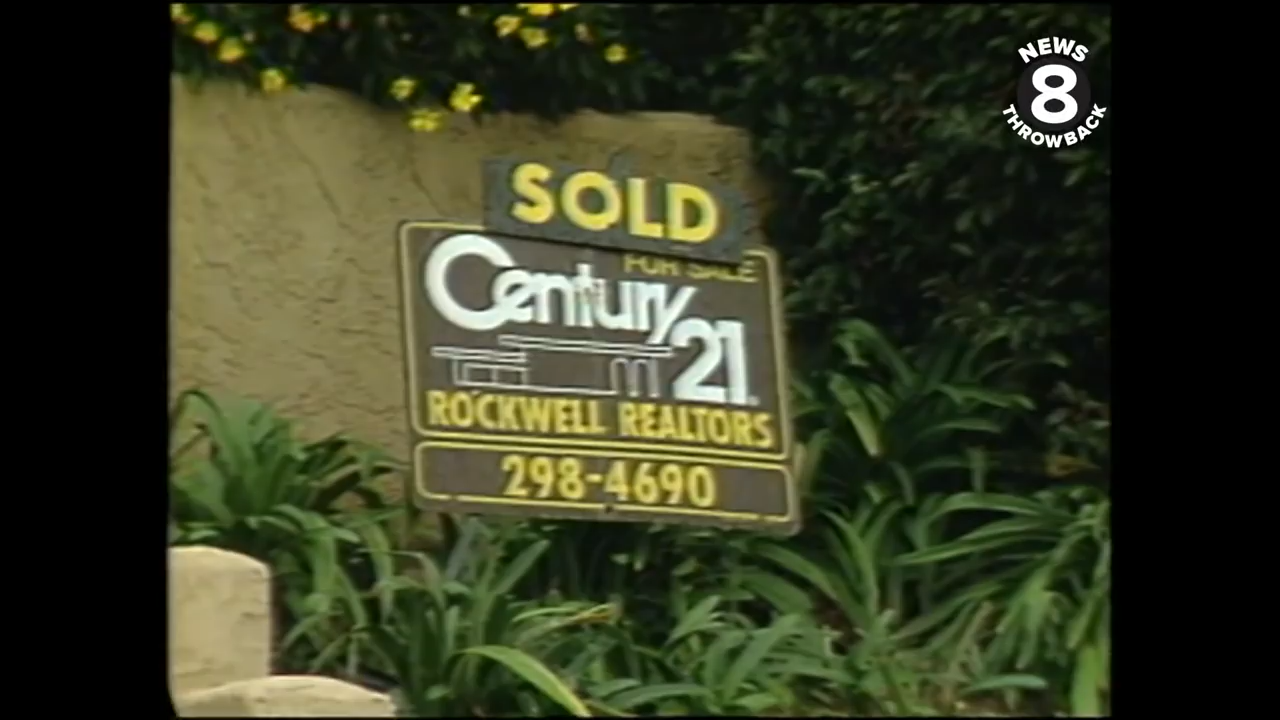 NEWS
8
THROWBACK
SOLD
FOR SALE
Century
21
ROCKWELL REALTORS
298-4690